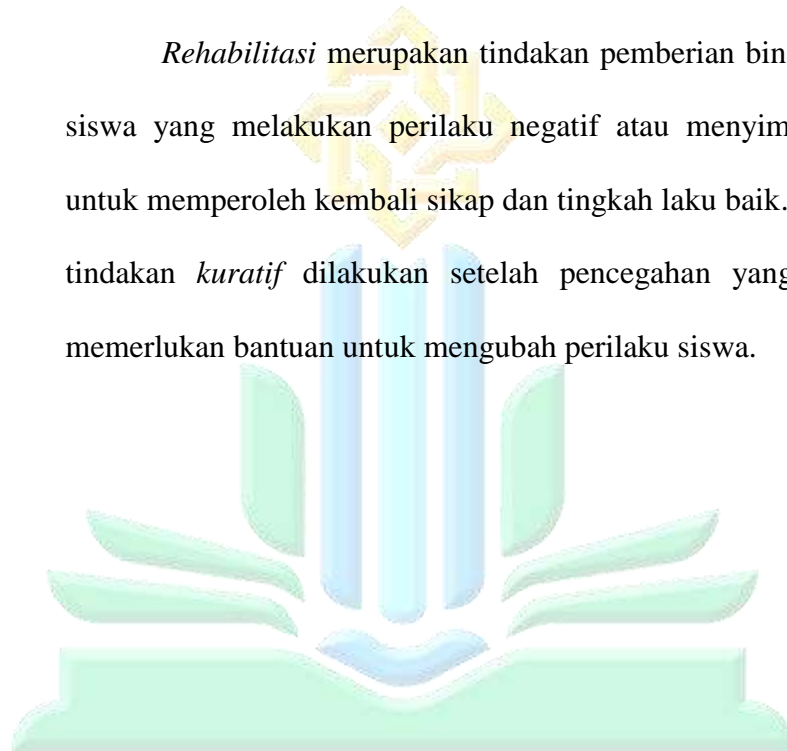 Rehabilitasi merupakan tindakan pemberian bin
siswa yang melakukan perilaku negatif atau menyim
untuk memperoleh kembali sikap dan tingkah laku baik.
tindakan kuratif dilakukan setelah pencegahan yang
memerlukan bantuan untuk mengubah perilaku siswa.